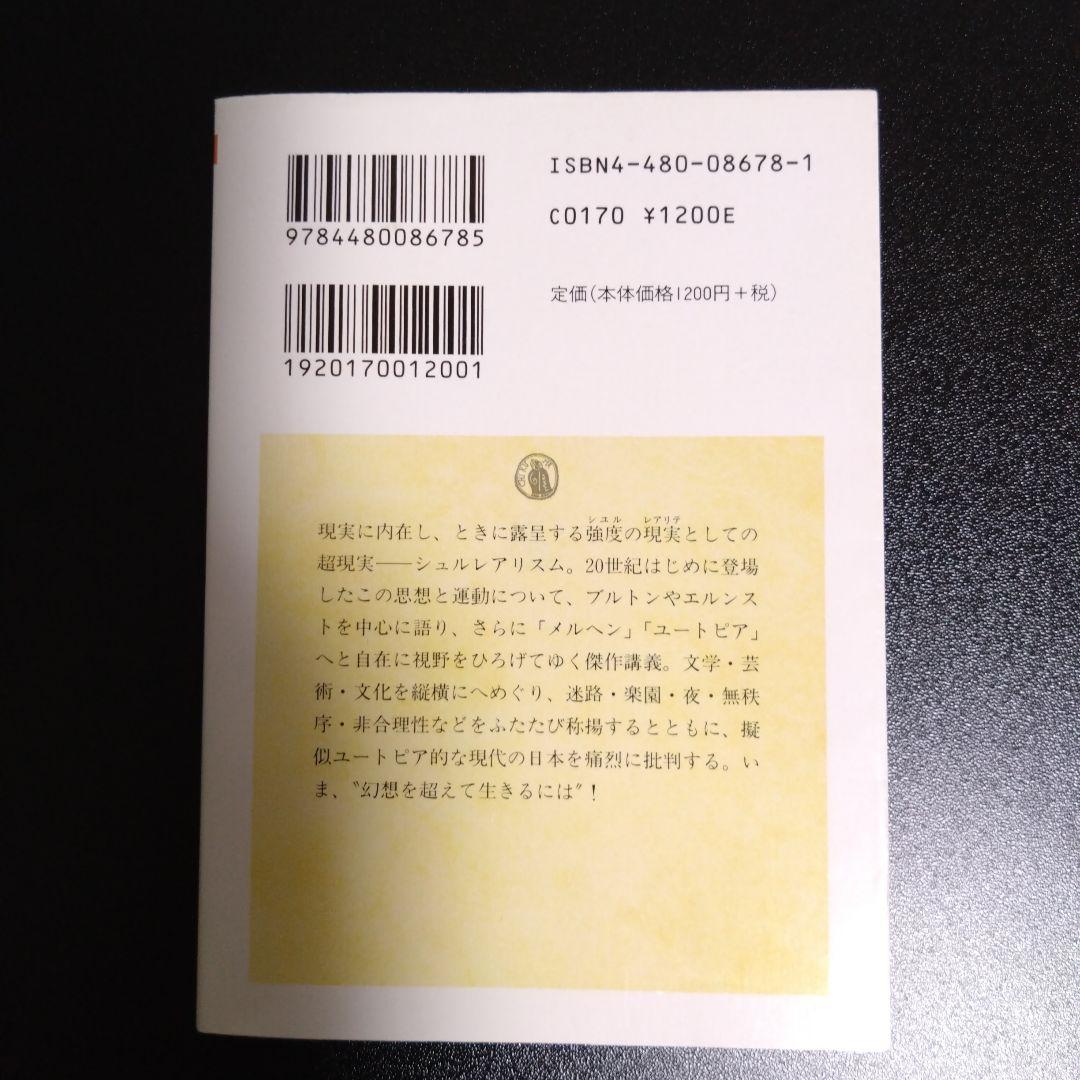 ISBN4-480-08678-1
9784480086785
C0170 ¥1200E
1920170012001
定価(本体価格1200円+税)
シュル レアリテ
現実に内在し、ときに露呈する強度の現実としての
超現実――シュルレアリスム。20世紀はじめに登場
したこの思想と運動について、ブルトンやエルンス
トを中心に語り、さらに「メルヘン」「ユートピア」
へと自在に視野をひろげてゆく傑作講義。文学・芸
術・文化を縦横にへめぐり、迷路・楽園・夜・無秩
序・非合理性などをふたたび称揚するとともに、擬
似ユートピア的な現代の日本を痛烈に批判する。い
ま、〝幻想を超えて生きるには〟!